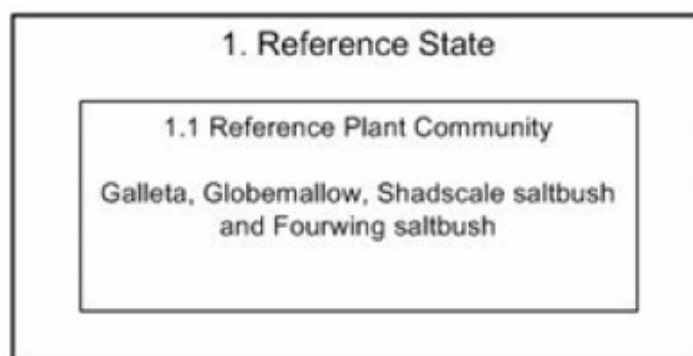 1. Reference State
1.1 Reference Plant Community
Galleta, Globemallow, Shadscale saltbush
and Fourwing saltbush